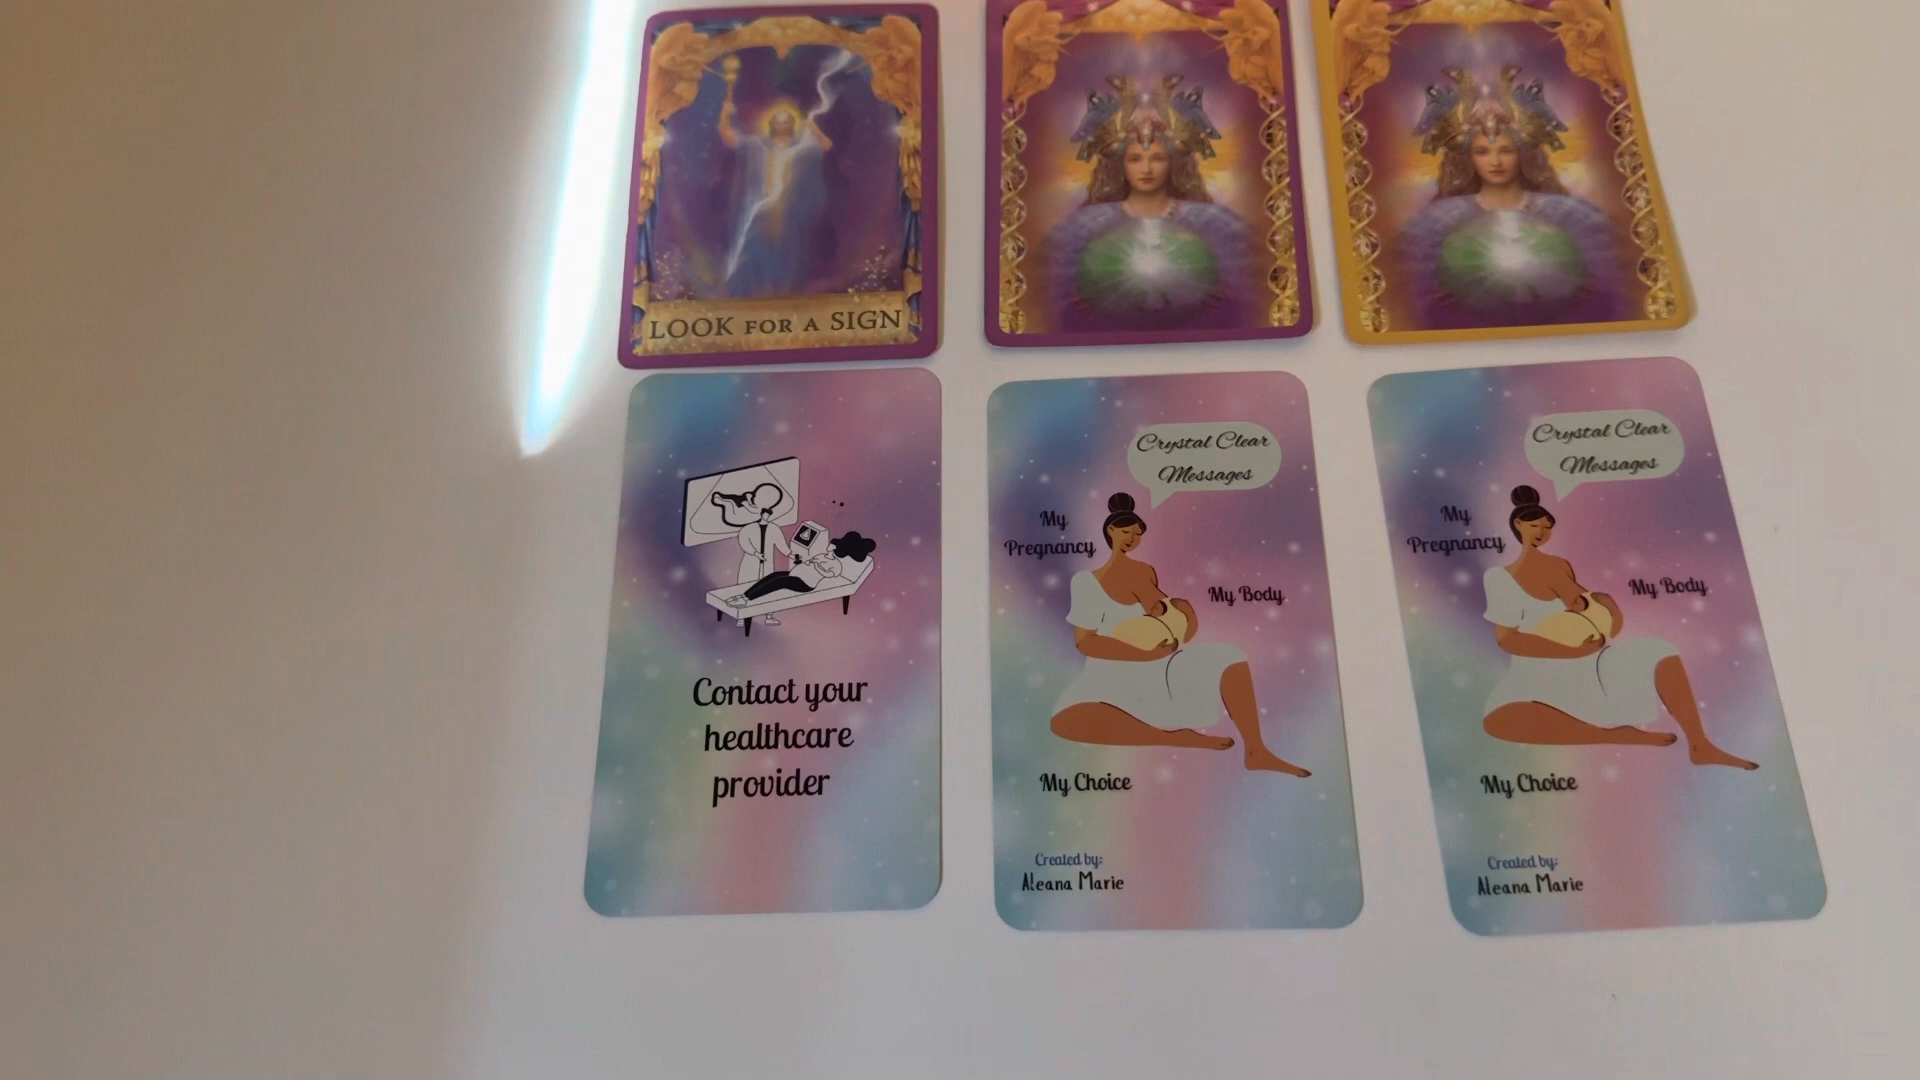 LOOK FOR A SIGN
Contact your
healthcare
provider
Crystal Clear
Messages
My
Pregnancy
My Body
My Choice
Created by:
Aleana Marie
Crystal Clear
Messages
My
Pregnancy
My Body
My Choice
Created by:
Aleana Marie